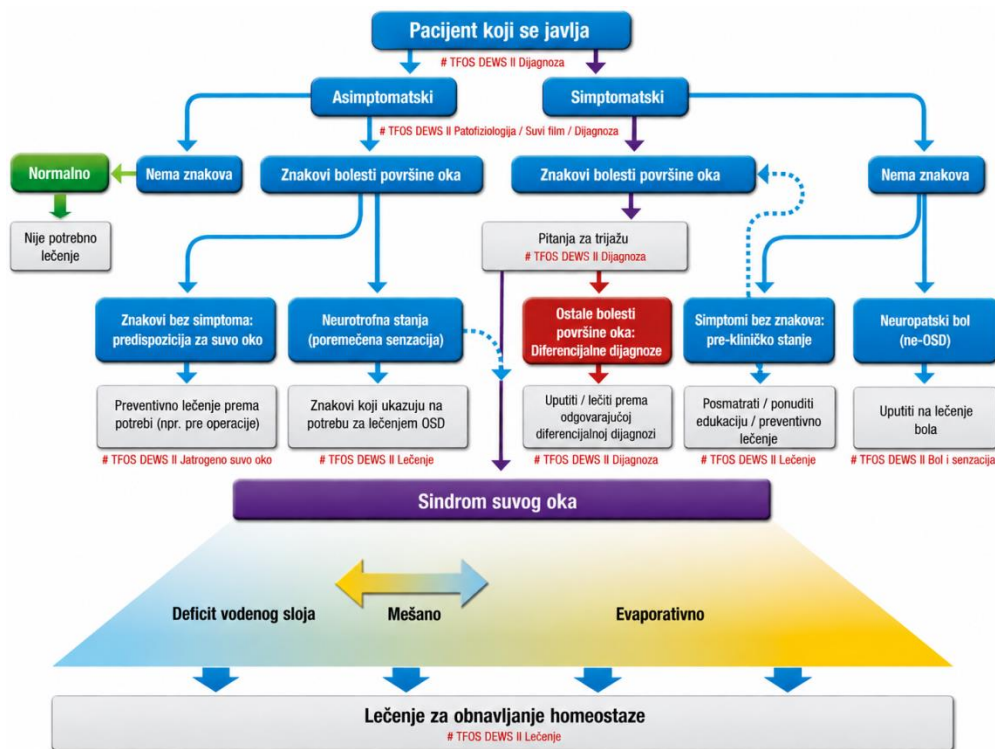 Pacijent koji se javlja
# TFOS DEWS II Dijagnoza
Asimptomatski
Simptomatski
# TFOS DEWS II Patofiziologija / Suvi film / Dijagnoza
Normalno
Nema znakova
Znakovi bolesti površine oka
Znakovi bolesti površine oka
Nema znakova
Nije potrebno
lečenje
Pitanja za trijažu
# TFOS DEWS II Dijagnoza
Znakovi bez simptoma:
predispozicija za suvo oko
Neurotrofna stanja
(poremećena senzacija)
Ostale bolesti
površine oka:
Diferencijalne dijagnoze
Simptomi bez znakova:
pre-kliničko stanje
Neuropatski bol
(ne-OSD)
Preventivno lečenje prema
potrebi (npr. pre operacije)
Znakovi koji ukazuju na
potrebu za lečenjem OSD
Uputiti / lečiti prema
odgovarajućoj
diferencijalnoj dijagnozi
Posmatrati / ponuditi
edukaciju / preventivno
lečenje
Uputiti na lečenje
bola
# TFOS DEWS II Jatrogeno suvo oko
# TFOS DEWS II Lečenje
# TFOS DEWS II Dijagnoza
# TFOS DEWS II Lečenje
# TFOS DEWS II Bol i senzacija
Sindrom suvog oka
Deficit vodenog sloja
Mešano
Evaporativno
Lečenje za obnavljanje homeostaze
# TFOS DEWS II Lečenje